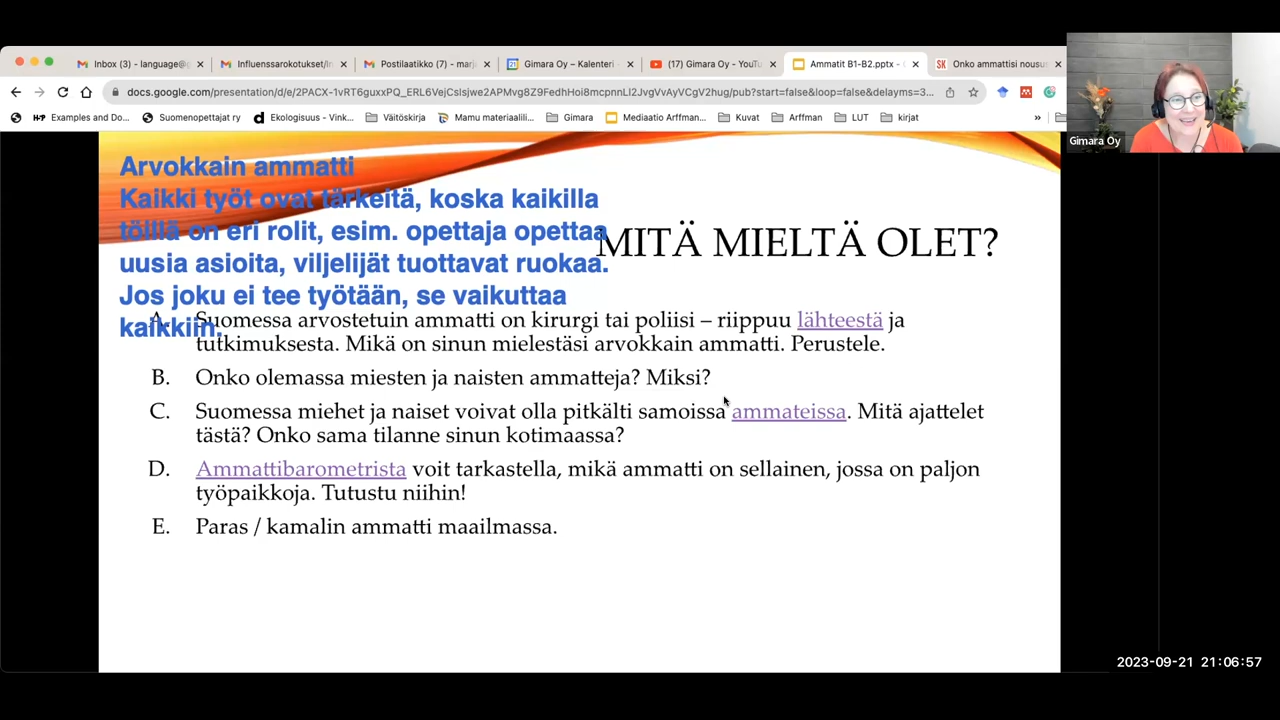 Inbox (3) - language@g
Influenssarokotukset/In
Postilaatikko (7) - marj
Gimara Oy – Kalenteri -
(17) Gimara Oy - YouTu
Ammatit B1-B2.pptx - G
Onko ammattisi nousus
docs.google.com/presentation/d/e/2PACX-1vRT6guxxPQ_ERL6VejCslsjwe2APMvg8Z9FedhHoi8mcpnnLI2JvgVvAyVCgV2hug/pub?start=false&loop=false&delayms=3...
Examples and Do...
Suomenopettajat ry
Ekologisuus - Vink...
Väitöskirja
Mamu materiaalili...
Gimara
Mediaatio Arffman...
Kuvat
Arffman
LUT
kirjat
»
Gimara Oy
Arvokkain ammatti
Kaikki työt ovat tärkeitä, koska kaikilla
töillä on eri rolit, esim. opettaja opettaa
uusia asioita, viljelijät tuottavat ruokaa.
Jos joku ei tee työtään, se vaikuttaa
kaikkiin.
MITÄ MIELTÄ OLET?
A. Suomessa arvostetuin ammatti on kirurgi tai poliisi – riippuu lähteestä ja
tutkimuksesta. Mikä on sinun mielestäsi arvokkain ammatti. Perustele.
B. Onko olemassa miesten ja naisten ammatteja? Miksi?
C. Suomessa miehet ja naiset voivat olla pitkälti samoissa ammateissa. Mitä ajattelet
tästä? Onko sama tilanne sinun kotimaassa?
D. Ammattibarometrista voit tarkastella, mikä ammatti on sellainen, jossa on paljon
työpaikkoja. Tutustu niihin!
E. Paras / kamalin ammatti maailmassa.
2023-09-21 21:06:57